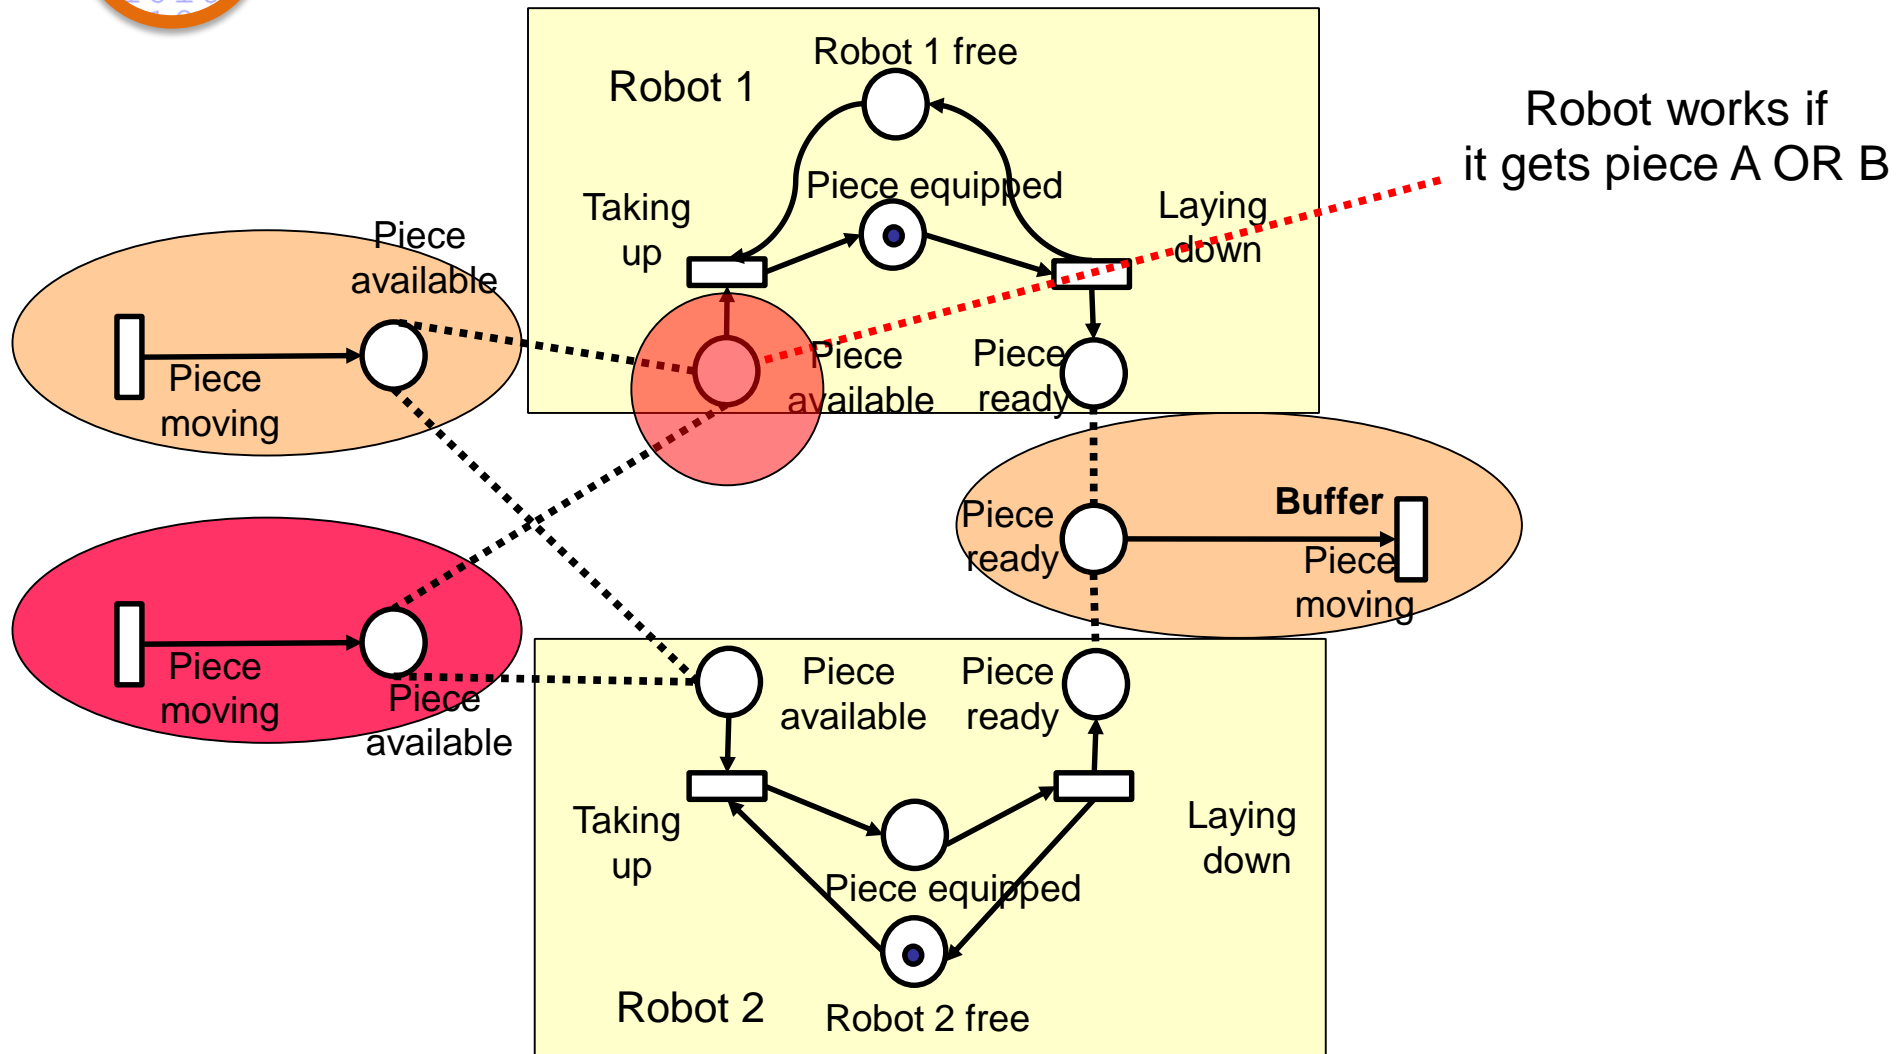 Robot 1 free
Robot 1
Robot works if
it gets piece A OR B
Piece equipped
Taking
up
Laying
down
Piece
available
Piece
moving
Piece
available
Piece
ready
Buffer
Piece
ready
Piece
moving
Piece
moving
Piece
available
Piece
available
Piece
ready
Taking
up
Laying
down
Piece equipped
Robot 2
Robot 2 free